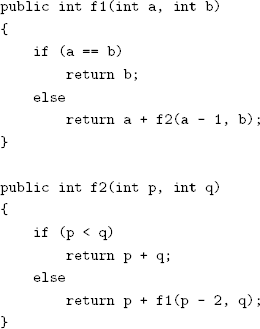 public int f1(int a, int b)
{
    if (a == b)
        return b;
    else
        return a + f2(a - 1, b);
}

public int f2(int p, int q)
{
    if (p < q)
        return p + q;
    else
        return p + f1(p - 2, q);
}